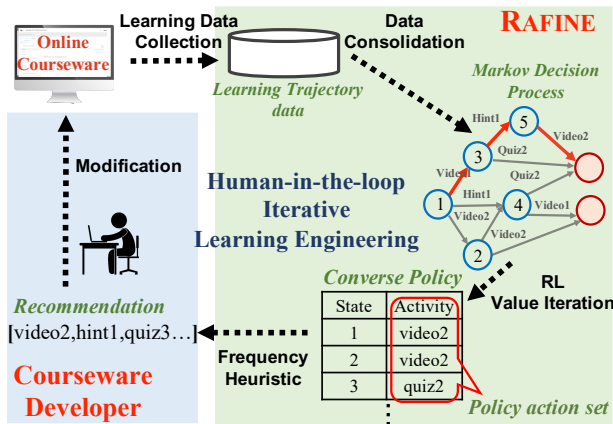 Online
Courseware
Learning Data
Collection
Learning Trajectory
data
Data
Consolidation
RAFINE
Markov Decision
Process
Hint1
5
Video2
3
Quiz2
Video1
Quiz2
1
Hint1
4
Video1
Video2
Video2
2
Modification
Human-in-the-loop
Iterative
Learning Engineering
RL
Value Iteration
Converse Policy
State Activity
1 video2
2 video2
3 quiz2
Policy action set
Frequency
Heuristic
Recommendation
[video2,hint1,quiz3…]
Courseware
Developer